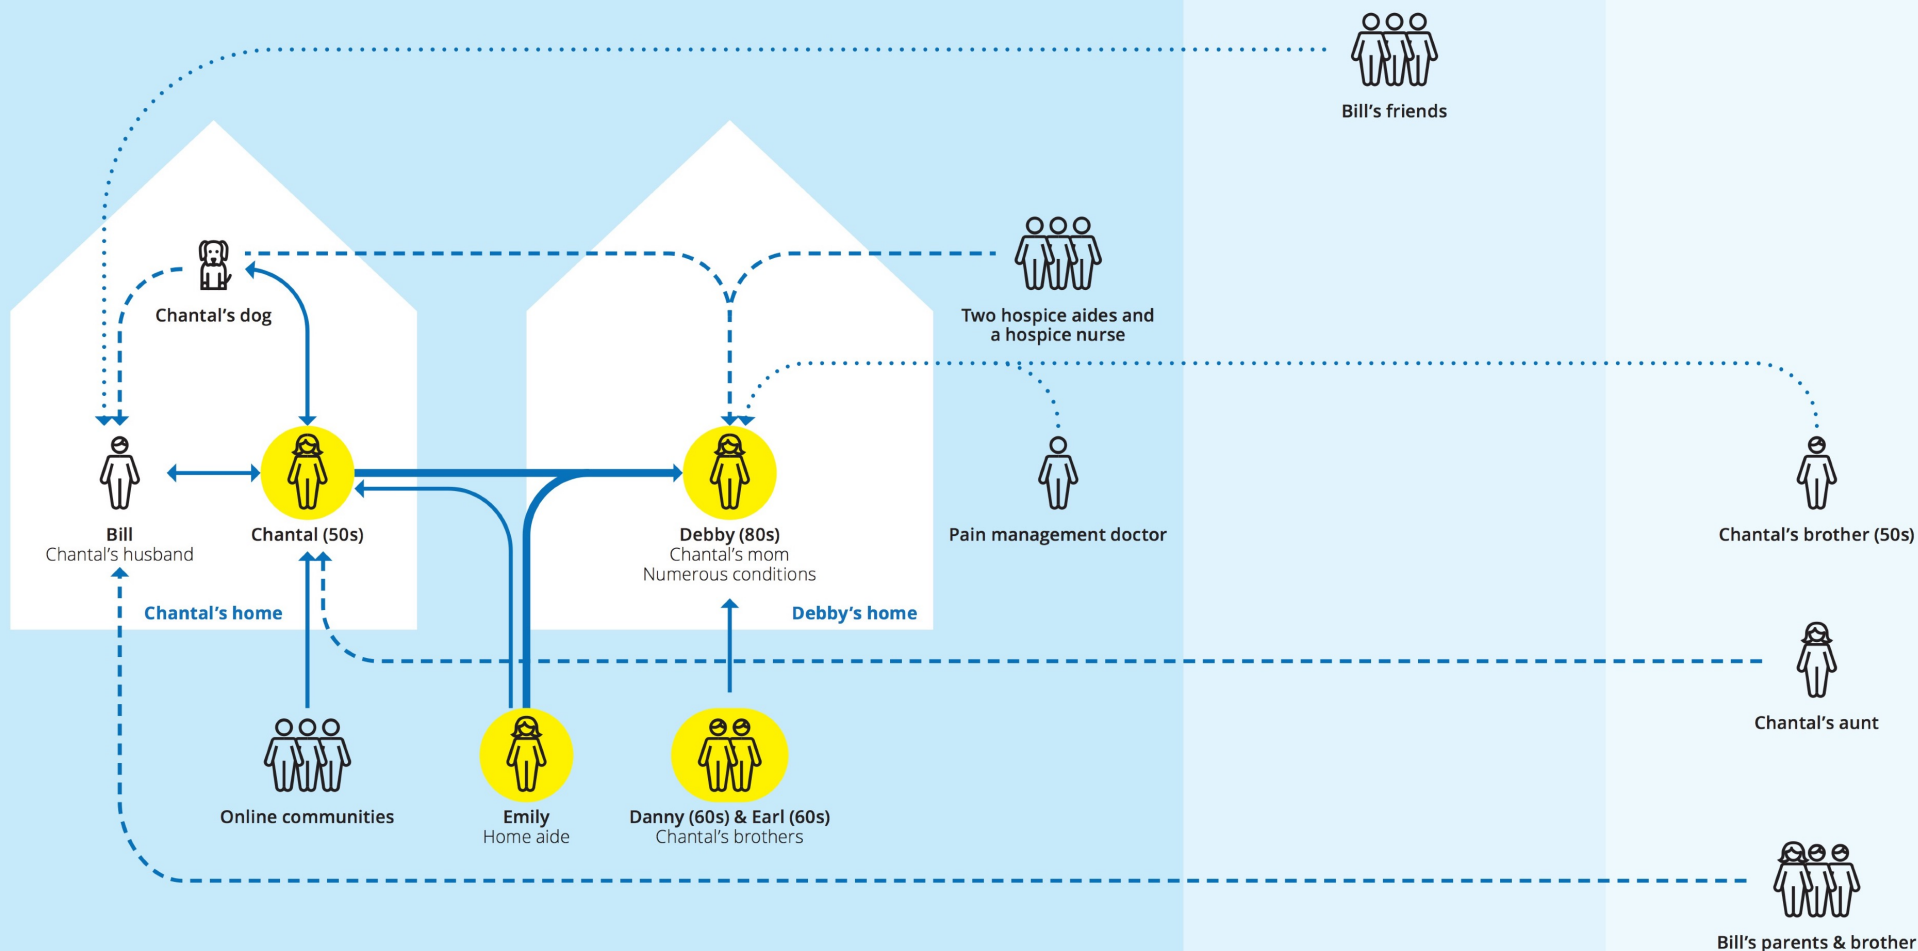 Bill's friends
Chantal's dog
Two hospice aides and
a hospice nurse
Bill
Chantal's husband
Chantal (50s)
Debby (80s)
Chantal's mom
Numerous conditions
Pain management doctor
Chantal's brother (50s)
Chantal's home
Debby's home
Chantal's aunt
Online communities
Emily
Home aide
Danny (60s) & Earl (60s)
Chantal's brothers
Bill's parents & brother